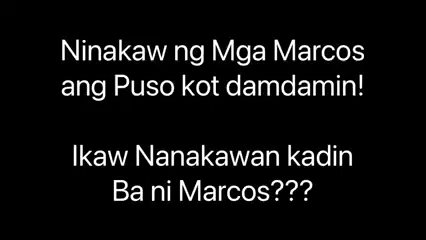 Ninakaw ng Mga Marcos
ang Puso kot damdamin!
Ikaw Nanakawan kadin
Ba ni Marcos???